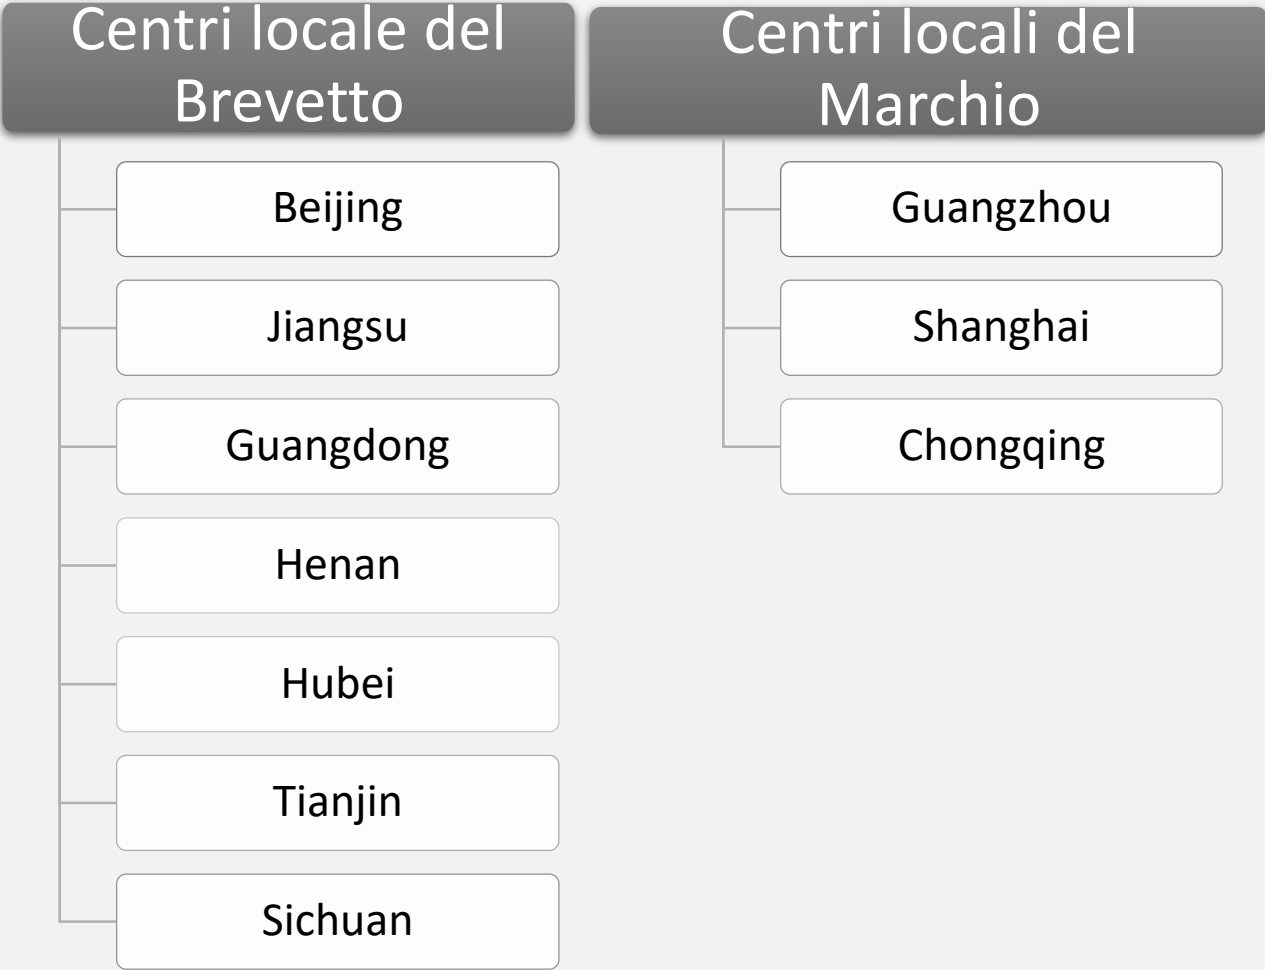 Centri locale del
Brevetto
Beijing
Jiangsu
Guangdong
Henan
Hubei
Tianjin
Sichuan
Centri locali del
Marchio
Guangzhou
Shanghai
Chongqing